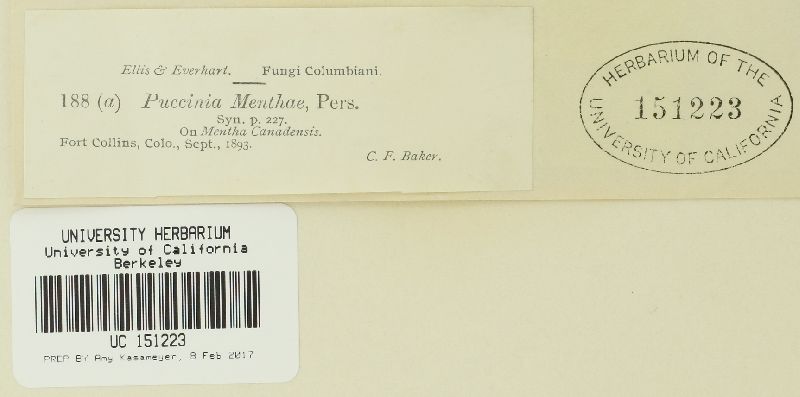 Ellis & Everhart. Fungi Columbiani.
188 (a) Puccinia Menthae, Pers.
Syn. p. 227.
On Mentha Canadensis.
Fort Collins, Colo., Sept., 1893.
C. F. Baker.
HERBARIUM OF THE
151223
UNIVERSITY OF CALIFORNIA
UNIVERSITY HERBARIUM
University of California
Berkeley
UC 151223
PREP BY Amy Kasameyer, 8 Feb 2017